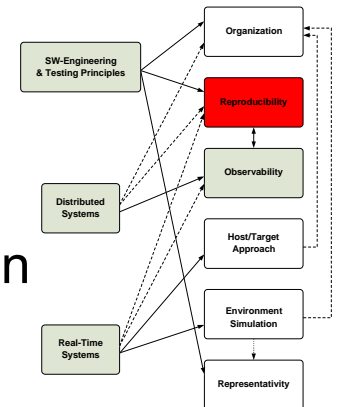 Organization
SW-Engineering
& Testing Principles
Reproducibility
Observability
Distributed
Systems
Host/Target
Approach
n
Environment
Simulation
Real-Time
Systems
Representativity